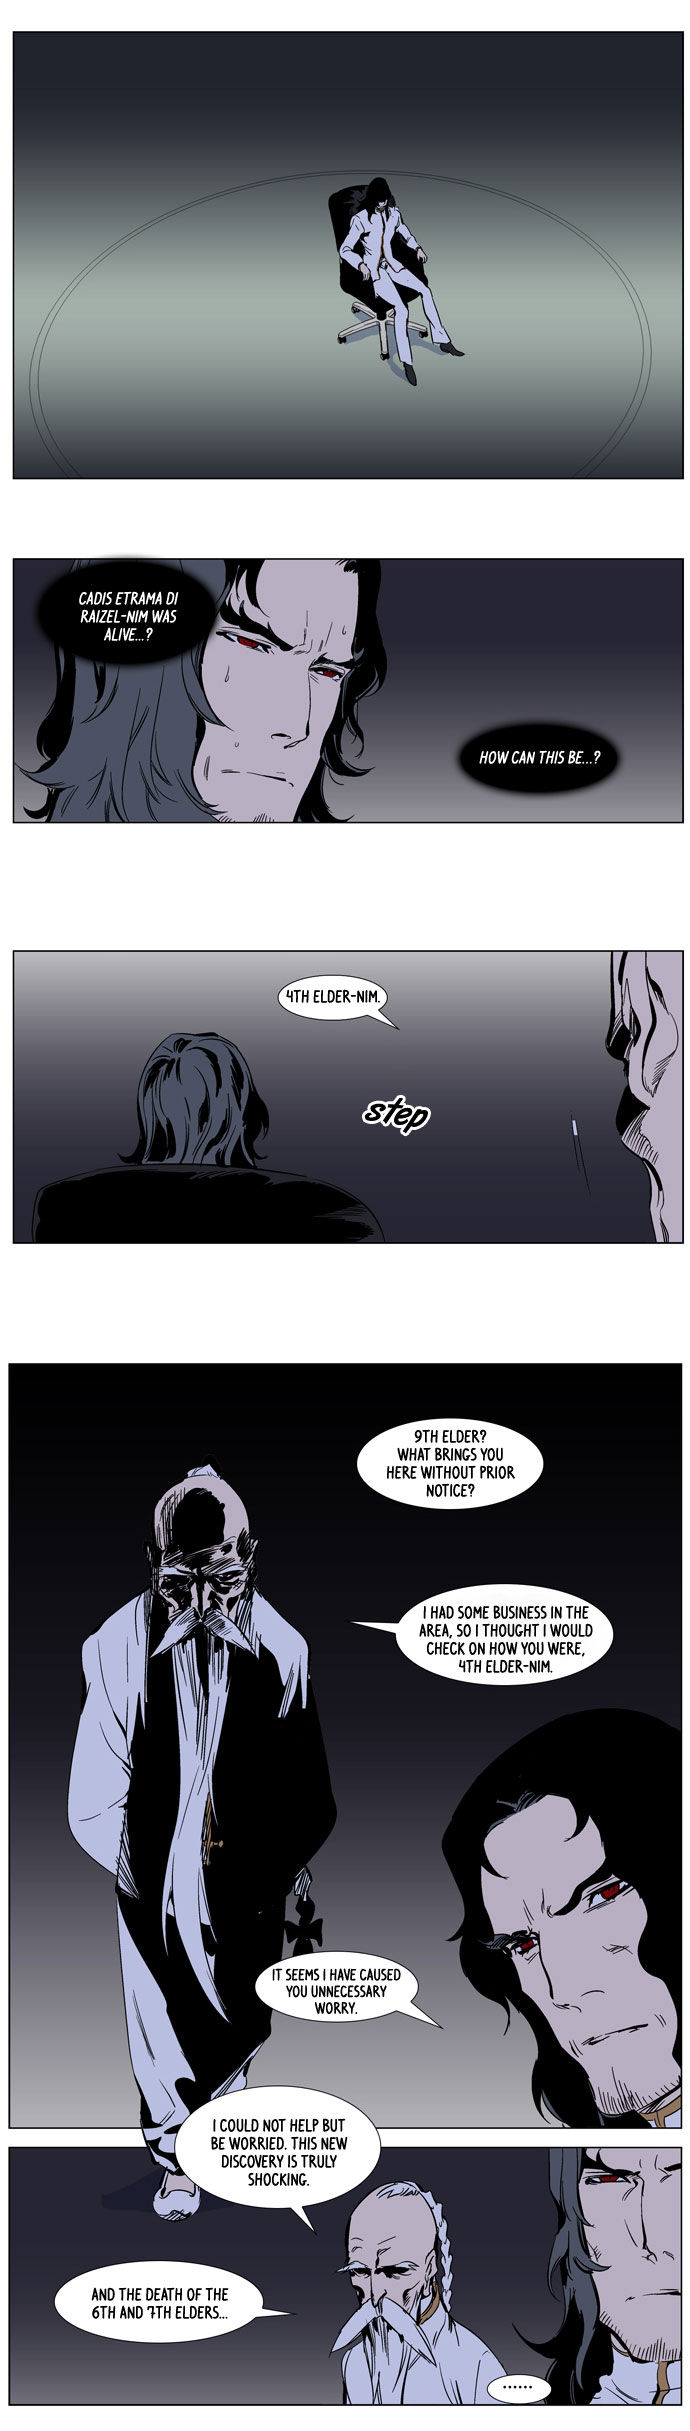 CADIS ETRAMA DI
RAIZEL-NIM WAS
ALIVE...?
HOW CAN THIS BE...?
4TH ELDER-NIM.
step
9TH ELDER?
WHAT BRINGS YOU
HERE WITHOUT PRIOR
NOTICE?
I HAD SOME BUSINESS IN THE
AREA, SO I THOUGHT I WOULD
CHECK ON HOW YOU WERE,
4TH ELDER-NIM.
IT SEEMS I HAVE CAUSED
YOU UNNECESSARY
WORRY.
I COULD NOT HELP BUT
BE WORRIED. THIS NEW
DISCOVERY IS TRULY
SHOCKING.
AND THE DEATH OF THE
6TH AND 7TH ELDERS...
......